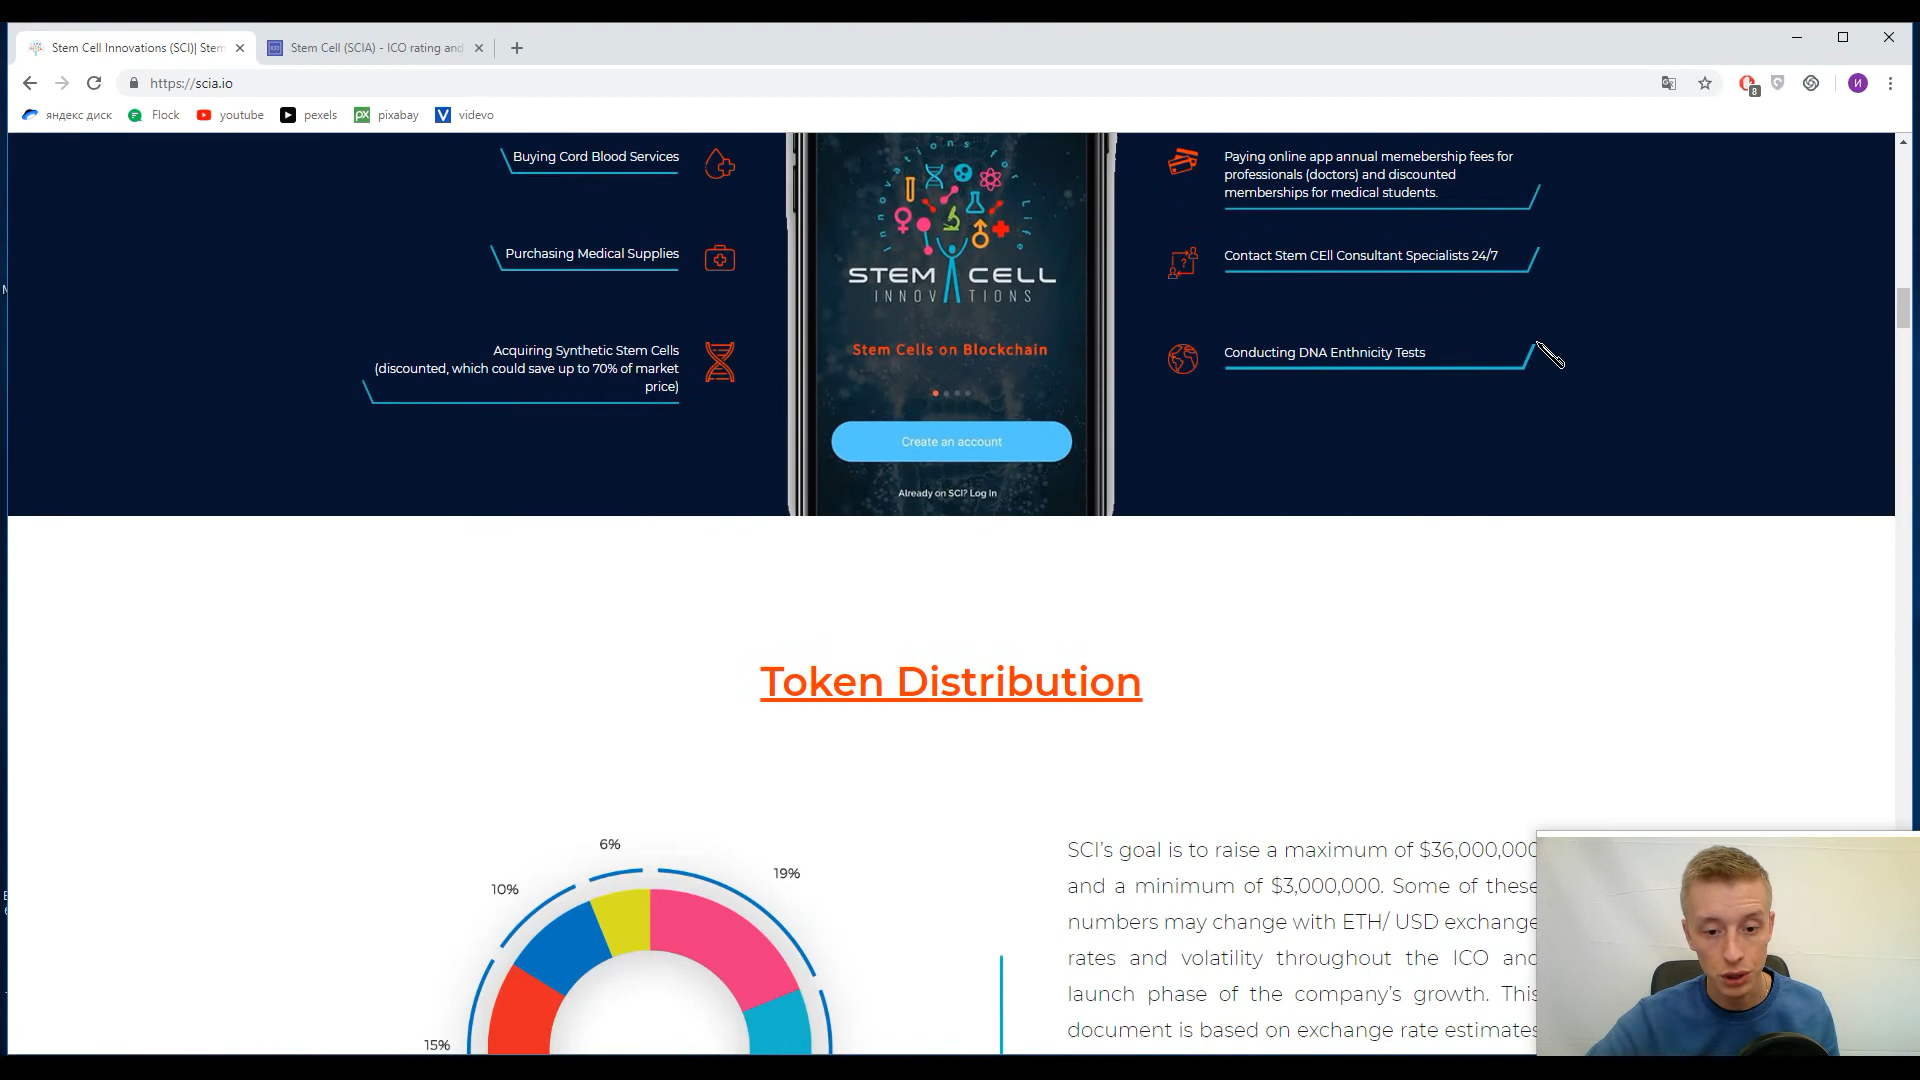 Stem Cell Innovations (SCI)| Stem
Stem Cell (SCIA) - ICO rating and
https://scia.io
8
И
яндекс диск
Flock
youtube
px
pexels
pixabay
V
videvo
Buying Cord Blood Services
Purchasing Medical Supplies
Acquiring Synthetic Stem Cells
(discounted, which could save up to 70% of market
price)
Innovations for Life
STEM CELL
INNOVATIONS
Stem Cells on Blockchain
Create an account
Already on SCI? Log In
Paying online app annual memebership fees for
professionals (doctors) and discounted
memberships for medical students.
Contact Stem CEll Consultant Specialists 24/7
Conducting DNA Enthnicity Tests
Token Distribution
6%
10%
19%
15%
SCI’s goal is to raise a maximum of $36,000,000
and a minimum of $3,000,000. Some of these
numbers may change with ETH/ USD exchange
rates and volatility throughout the ICO and
launch phase of the company’s growth. This
document is based on exchange rate estimates